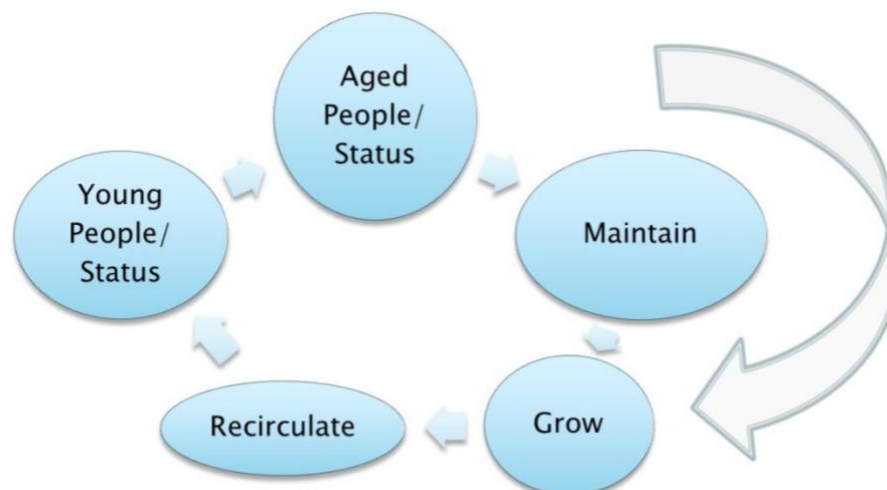 Aged
People/
Status
Young
People/
Status
Maintain
Recirculate
Grow